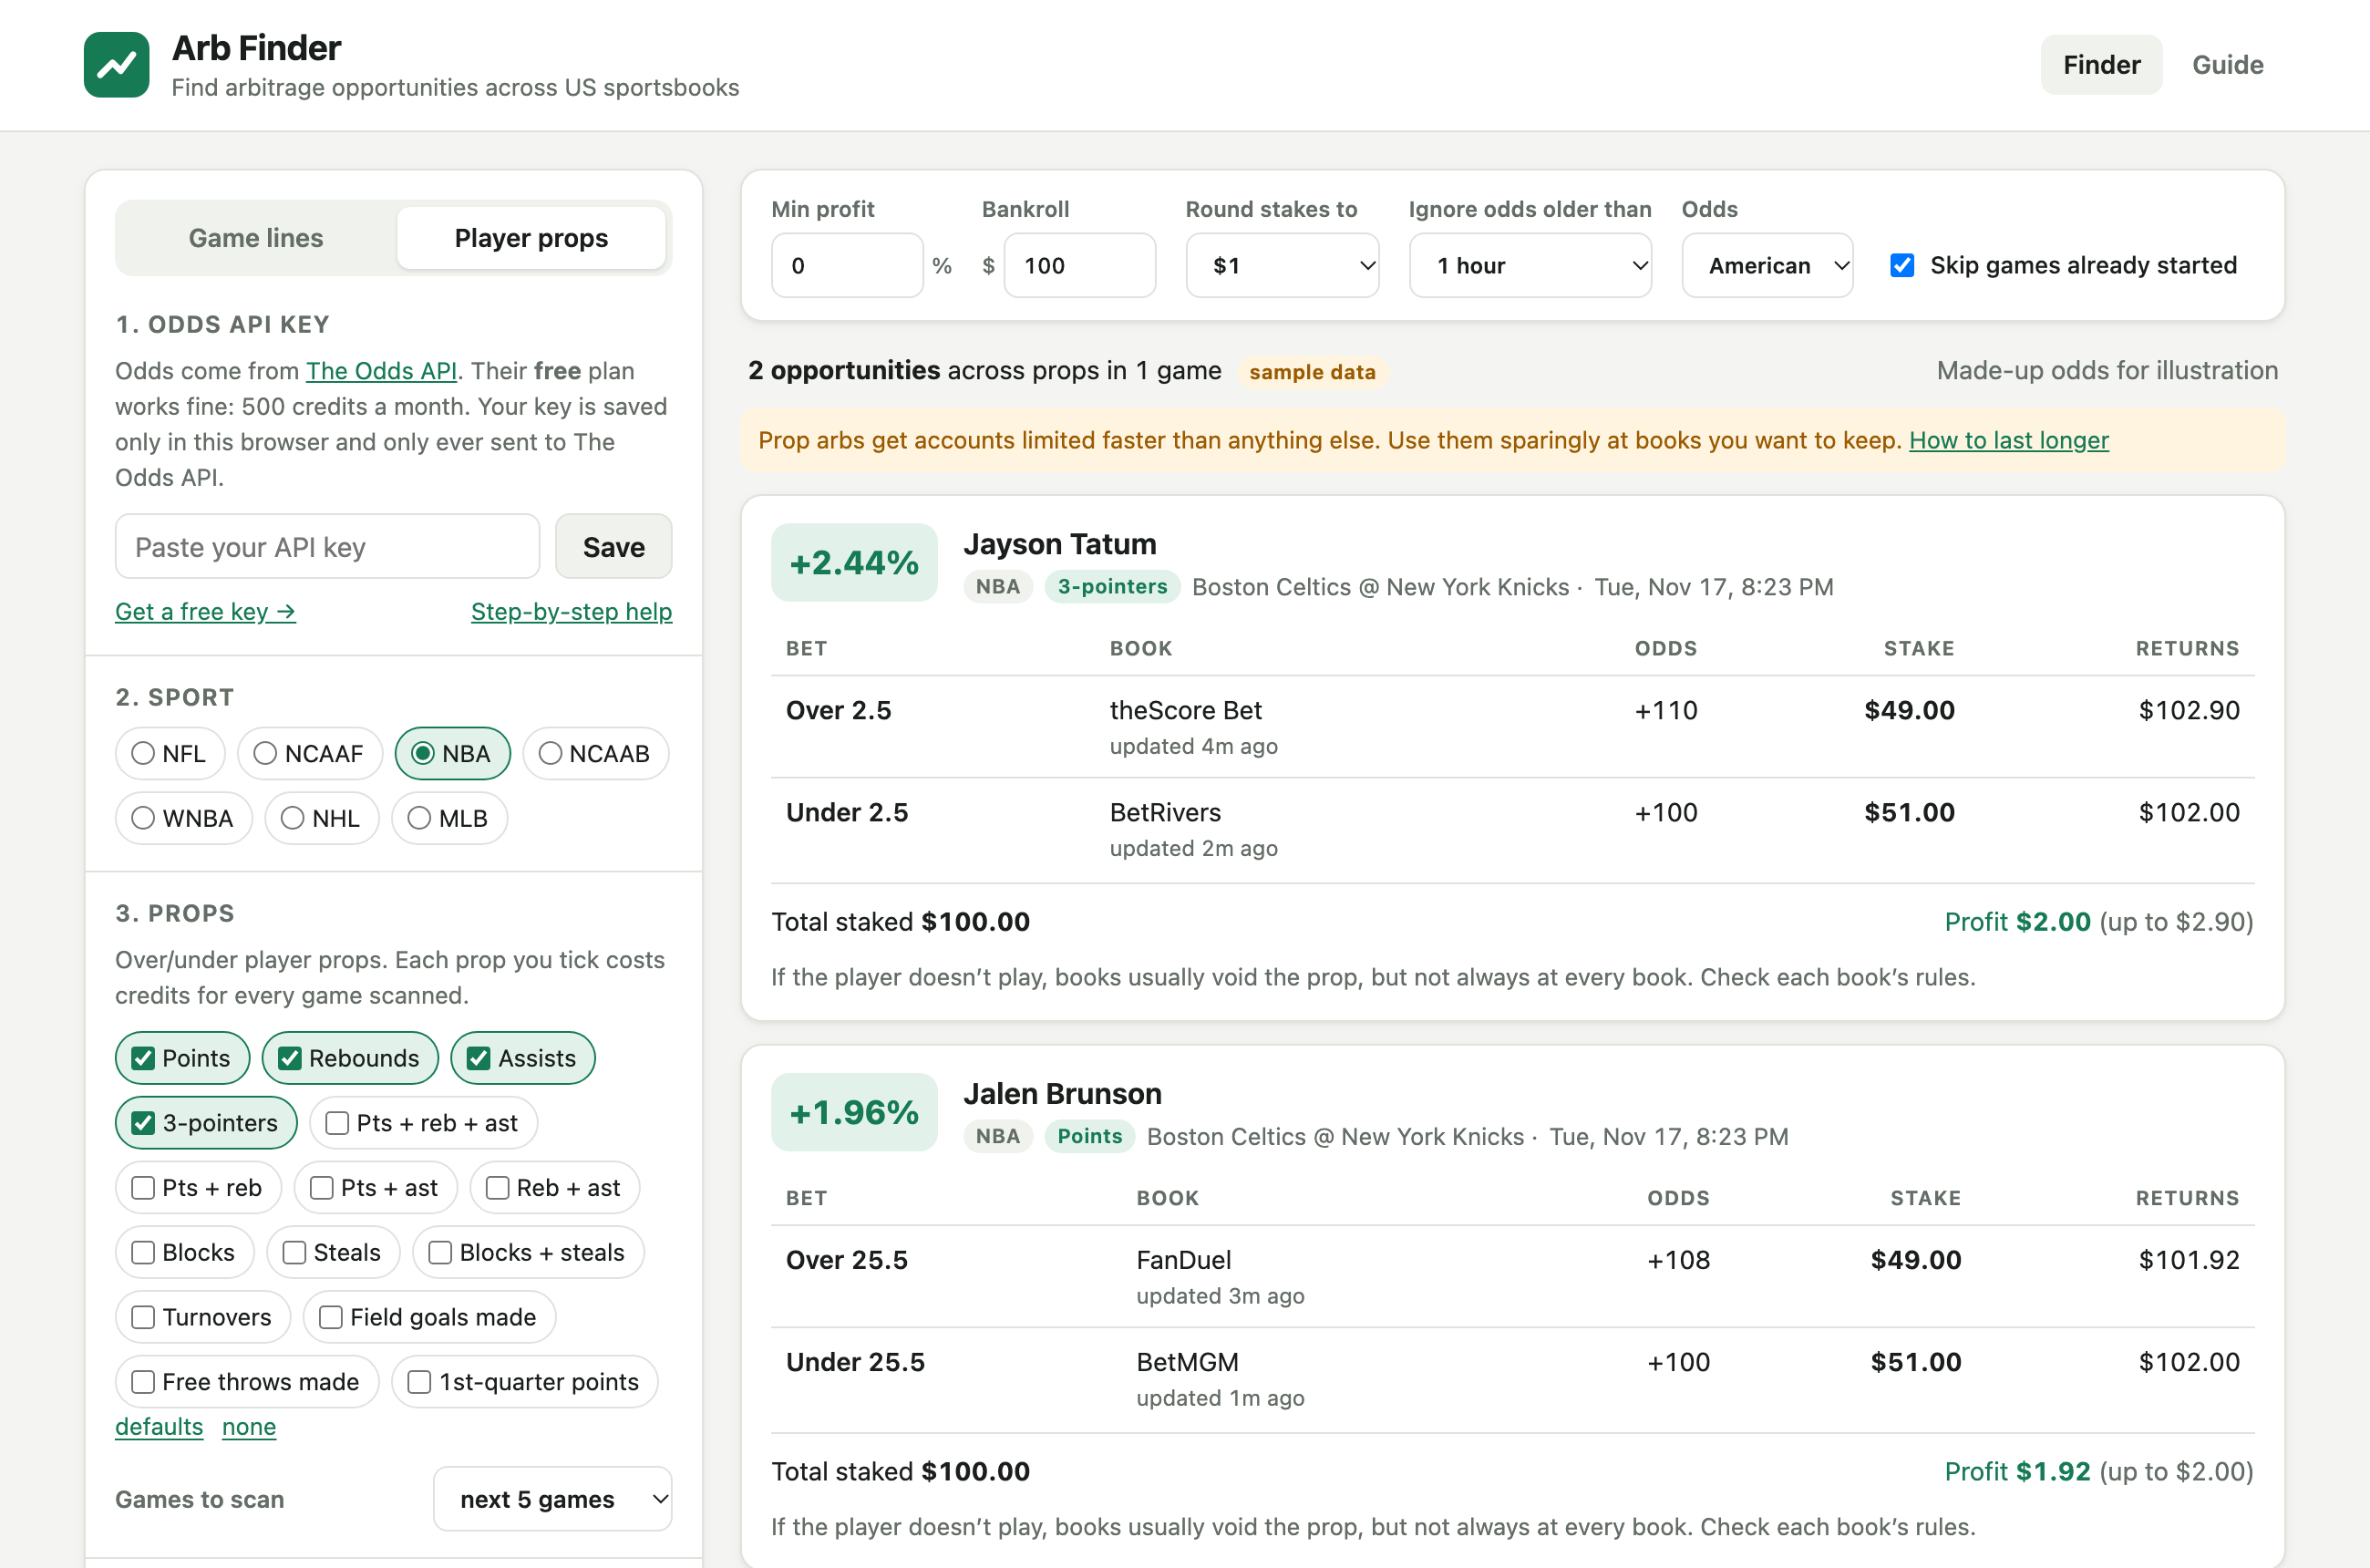 Arb Finder
Find arbitrage opportunities across US sportsbooks
Finder
Guide
Game lines
Player props
1. ODDS API KEY
Odds come from The Odds API. Their free plan
works fine: 500 credits a month. Your key is saved
only in this browser and only ever sent to The
Odds API.
Paste your API key
Save
Get a free key →
Step-by-step help
2. SPORT
NFL
NCAAF
NBA
NCAAB
WNBA
NHL
MLB
3. PROPS
Over/under player props. Each prop you tick costs
credits for every game scanned.
Points
Rebounds
Assists
3-pointers
Pts + reb + ast
Pts + reb
Pts + ast
Reb + ast
Blocks
Steals
Blocks + steals
Turnovers
Field goals made
Free throws made
1st-quarter points
defaults none
Games to scan
next 5 games
Min profit
0 %
Bankroll
$ 100
Round stakes to
$1
Ignore odds older than
1 hour
Odds
American
Skip games already started
2 opportunities across props in 1 game
sample data
Made-up odds for illustration
Prop arbs get accounts limited faster than anything else. Use them sparingly at books you want to keep. How to last longer
+2.44%
Jayson Tatum
NBA 3-pointers Boston Celtics @ New York Knicks · Tue, Nov 17, 8:23 PM
BET BOOK ODDS STAKE RETURNS
Over 2.5 theScore Bet +110 $49.00 $102.90
updated 4m ago
Under 2.5 BetRivers +100 $51.00 $102.00
updated 2m ago
Total staked $100.00
Profit $2.00 (up to $2.90)
If the player doesn’t play, books usually void the prop, but not always at every book. Check each book’s rules.
+1.96%
Jalen Brunson
NBA Points Boston Celtics @ New York Knicks · Tue, Nov 17, 8:23 PM
BET BOOK ODDS STAKE RETURNS
Over 25.5 FanDuel +108 $49.00 $101.92
updated 3m ago
Under 25.5 BetMGM +100 $51.00 $102.00
updated 1m ago
Total staked $100.00
Profit $1.92 (up to $2.00)
If the player doesn’t play, books usually void the prop, but not always at every book. Check each book’s rules.